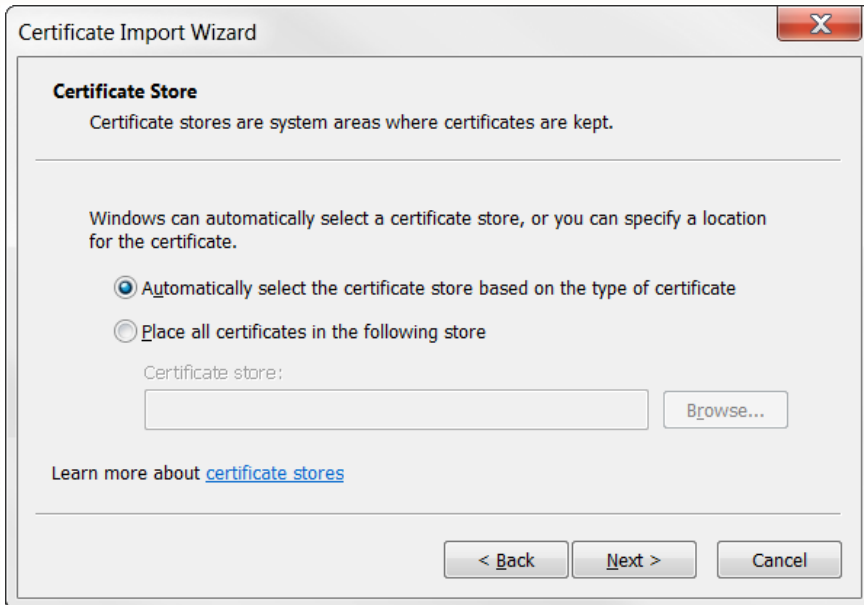 Certificate Import Wizard
Certificate Store
Certificate stores are system areas where certificates are kept.
Windows can automatically select a certificate store, or you can specify a location
for the certificate.
Automatically select the certificate store based on the type of certificate
Place all certificates in the following store
Certificate store:
Browse...
Learn more about certificate stores
< Back
Next >
Cancel